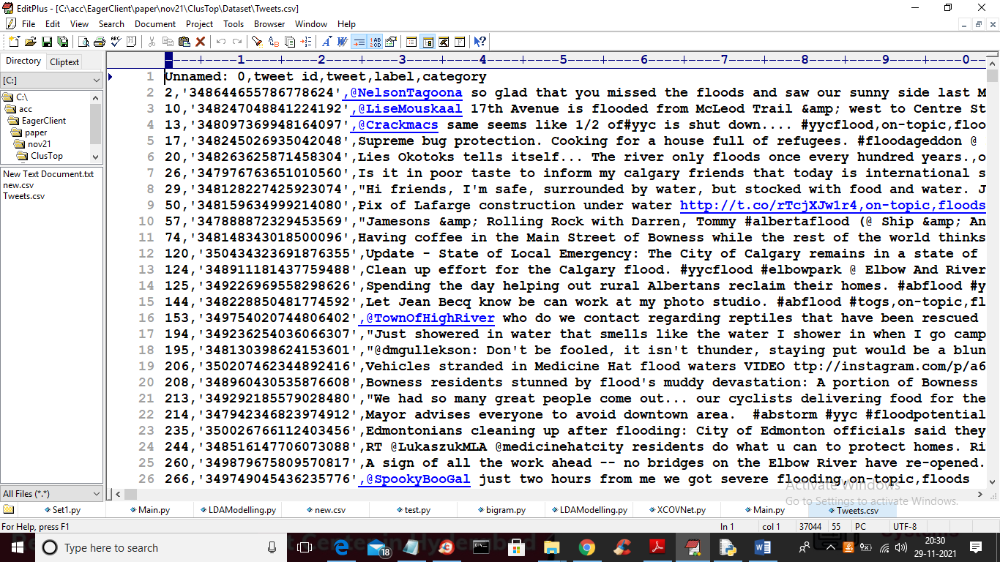 EditPlus - [C:\acc\EagerClient\paper\nov21\ClusTop\Dataset\Tweets.csv]
File Edit View Search Document Project Tools Browser Window Help
Directory Cliptext
[C:]
C:\
acc
EagerClient
paper
nov21
ClusTop
New Text Document.txt
new.csv
Tweets.csv
All Files (*.*)
----+----1----+----2----+----3----+----4----+----5----+----6----+----7----+----8----+----9----+----0--
1 Unnamed: 0,tweet id,tweet,label,category
2 2,'348644655786778624',@NelsonTagoona so glad that you missed the floods and saw our sunny side last M
3 10,'348247048841224192',@LiseMouskaal 17th Avenue is flooded from McLeod Trail &amp; west to Centre St
4 13,'348097369948164097',@Crackmacs same seems like 1/2 of#yyc is shut down.... #yycflood,on-topic,floo
5 17,'348245026935042048',Supreme bug protection. Cooking for a house full of refugees. #floodageddon @
6 20,'348263625871458304',Lies Okotoks tells itself... The river only floods once every hundred years.,o
7 26,'347976763651010560',Is it in poor taste to inform my calgary friends that today is international s
8 29,'348128227425923074',"Hi friends, I'm safe, surrounded by water, but stocked with food and water. J
9 50,'348159634999214080',Pix of Lafarge construction under water http://t.co/rTcjXJw1r4,on-topic,floods
10 57,'347888872329453569',"Jamesons &amp; Rolling Rock with Darren, Tommy #albertaflood (@ Ship &amp; An
11 74,'348148343018500096',Having coffee in the Main Street of Bowness while the rest of the world thinks
12 120,'350434323691876355',Update - State of Local Emergency: The City of Calgary remains in a state of
13 124,'348911181437759488',Clean up effort for the Calgary flood. #yycflood #elbowpark @ Elbow And River
14 125,'349226969558298626',Spending the day helping out rural Albertans reclaim their homes. #abflood #y
15 144,'348228850481774592',Let Jean Becq know be can work at my photo studio. #abflood #togs,on-topic,fl
16 153,'349754020744806402',@TownOfHighRiver who do we contact regarding reptiles that have been rescued
17 194,'349236254036066307',"Just showered in water that smells like the water I shower in when I go camp
18 195,'348130398624153601',"@dmgullekson: Don't be fooled, it isn't thunder, staying put would be a blun
19 206,'350207462344892416',Vehicles stranded in Medicine Hat flood waters VIDEO ttp://instagram.com/p/a6
20 208,'348960430535876608',Bowness residents stunned by flood's muddy devastation: A portion of Bowness
21 213,'349292185579028480',"We had so many great people come out... our cyclists delivering food for the
22 214,'347942346823974912',Mayor advises everyone to avoid downtown area.  #abstorm #yyc #floodpotential
23 235,'350026766112403456',Edmontonians cleaning up after flooding: City of Edmonton officials said they
24 244,'348516147706073088',RT @LukaszukMLA @medicinehatcity residents do what u can to protect homes. Ri
25 260,'349879675809570817',A sign of all the work ahead -- no bridges on the Elbow River have re-opened.
26 266,'349749045436235776',@SpookyBooGal just two hours from me we got severe flooding,on-topic,floods
Activate Windows
Go to Settings to activate Windows.
Set1.py Main.py LDAModelling.py new.csv test.py bigram.py LDAModelling.py XCOVNet.py Main.py Tweets.csv
For Help, press F1 ln 1 col 1 37044 55 PC UTF-8
Type here to search
18
20:30
29-11-2021